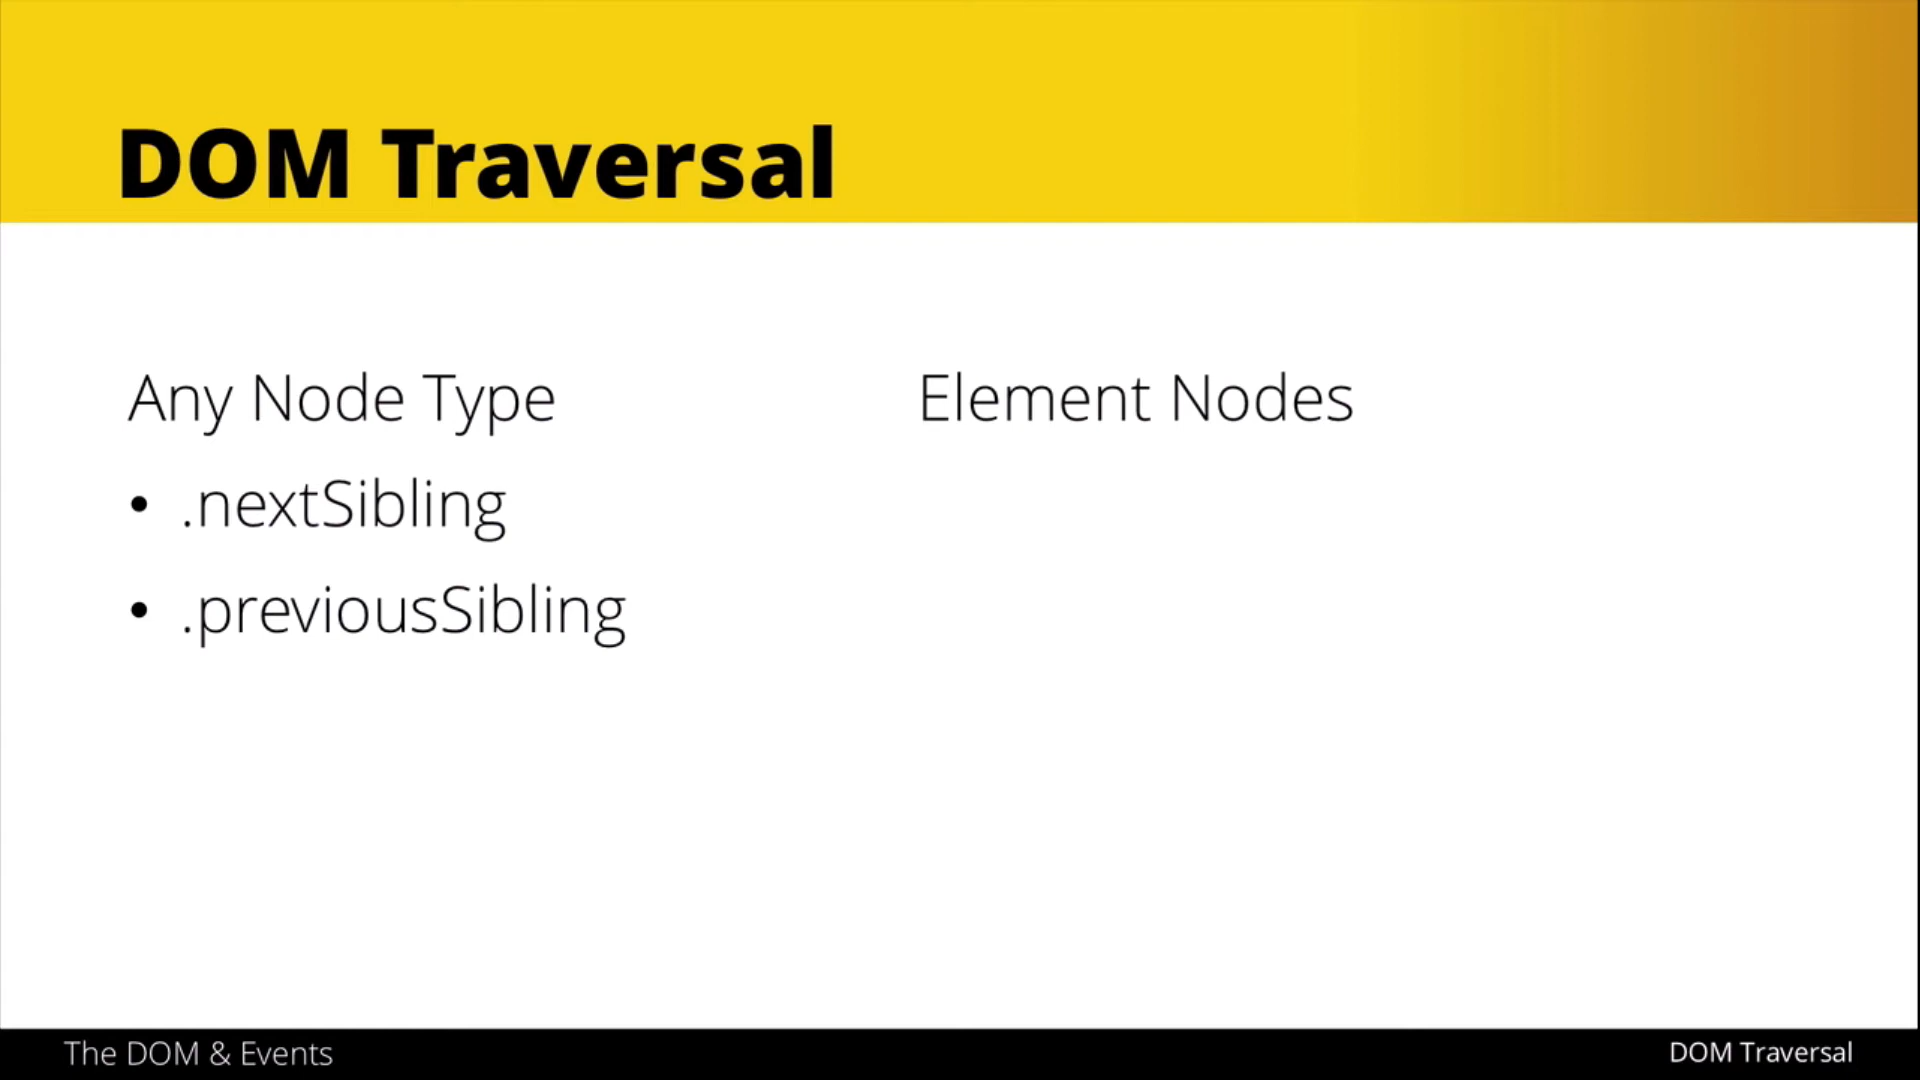 DOM Traversal
Any Node Type
• .nextSibling
• .previousSibling
Element Nodes
The DOM & Events
DOM Traversal